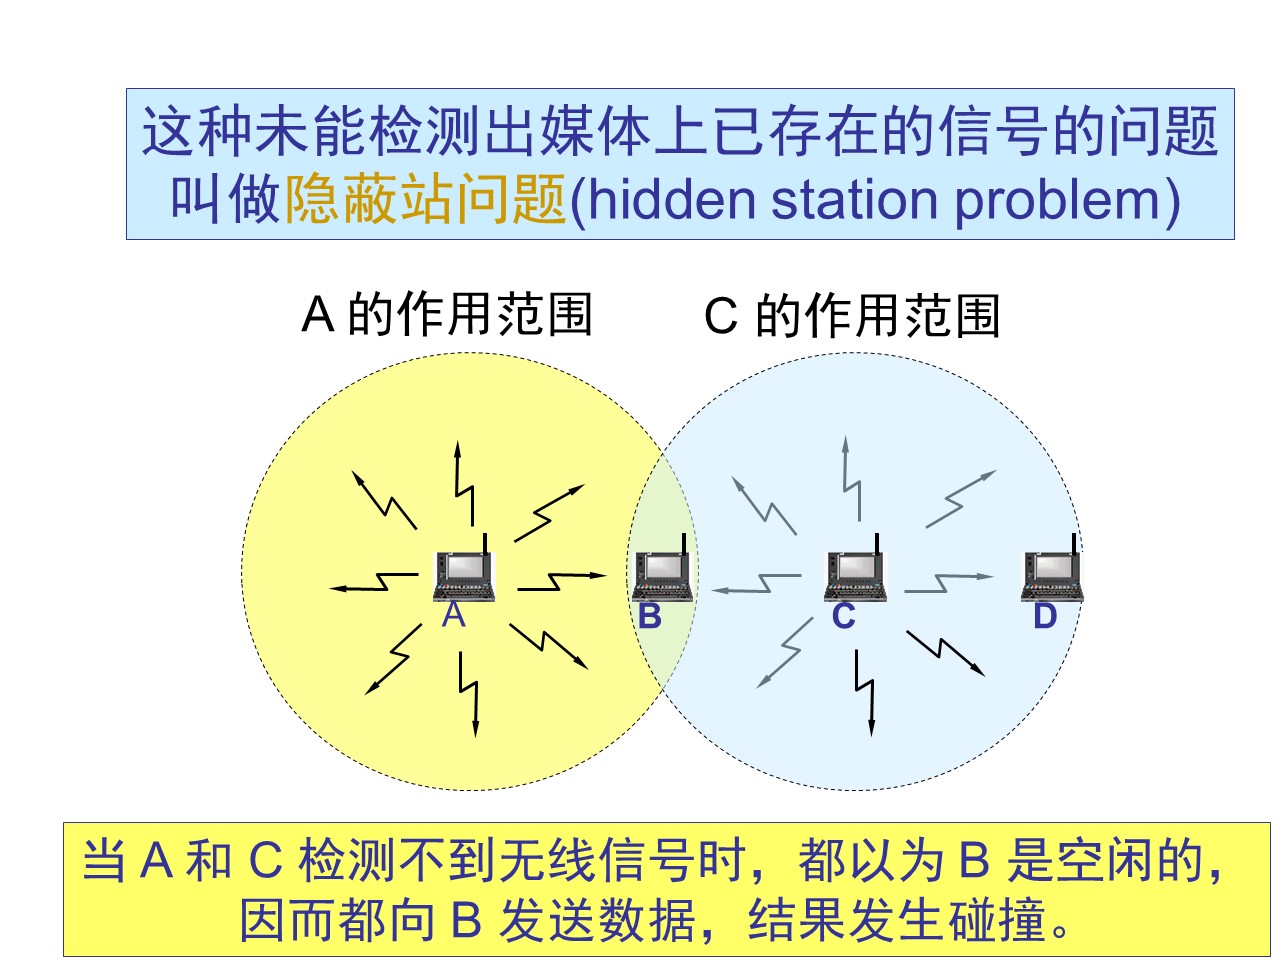 这种未能检测出媒体上已存在的信号的问题
叫做隐蔽站问题(hidden station problem)
A 的作用范围
C 的作用范围
A
B
C
D
当 A 和 C 检测不到无线信号时，都以为 B 是空闲的，
因而都向 B 发送数据，结果发生碰撞。